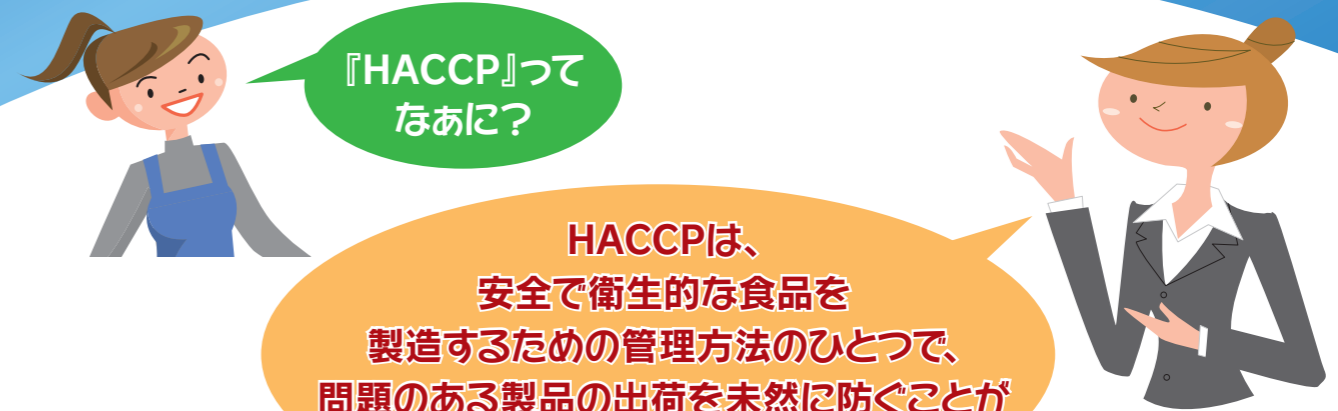 『HACCP』って
なぁに？
HACCPは、
安全で衛生的な食品を
製造するための管理方法のひとつで、
問題のある製品の出荷を未然に防ぐことが